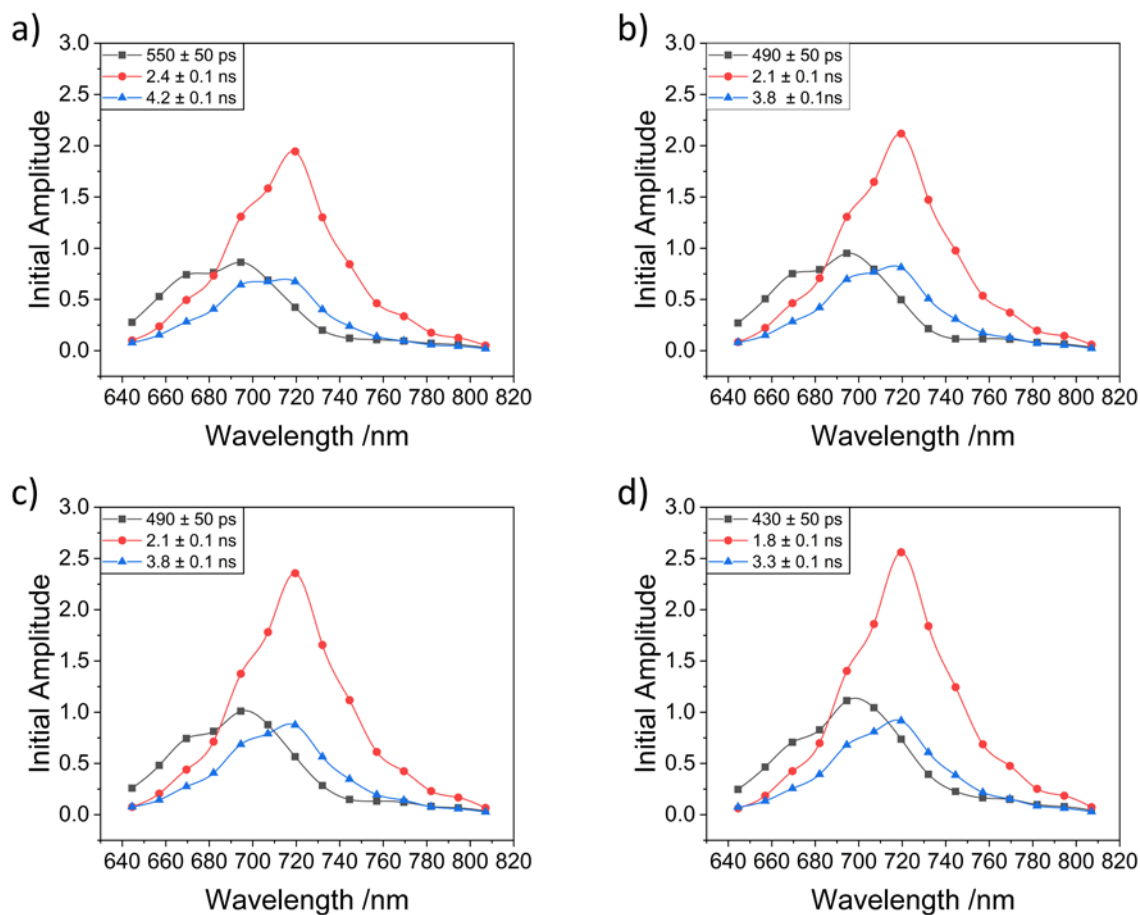 a)
550 ± 50 ps
2.4 ± 0.1 ns
4.2 ± 0.1 ns
3.0
2.5
2.0
1.5
1.0
0.5
0.0
Initial Amplitude
640 660 680 700 720 740 760 780 800 820
Wavelength /nm
b)
490 ± 50 ps
2.1 ± 0.1 ns
3.8 ± 0.1ns
3.0
2.5
2.0
1.5
1.0
0.5
0.0
Initial Amplitude
640 660 680 700 720 740 760 780 800 820
Wavelength /nm
c)
490 ± 50 ps
2.1 ± 0.1 ns
3.8 ± 0.1 ns
3.0
2.5
2.0
1.5
1.0
0.5
0.0
Initial Amplitude
640 660 680 700 720 740 760 780 800 820
Wavelength /nm
d)
430 ± 50 ps
1.8 ± 0.1 ns
3.3 ± 0.1 ns
3.0
2.5
2.0
1.5
1.0
0.5
0.0
Initial Amplitude
640 660 680 700 720 740 760 780 800 820
Wavelength /nm